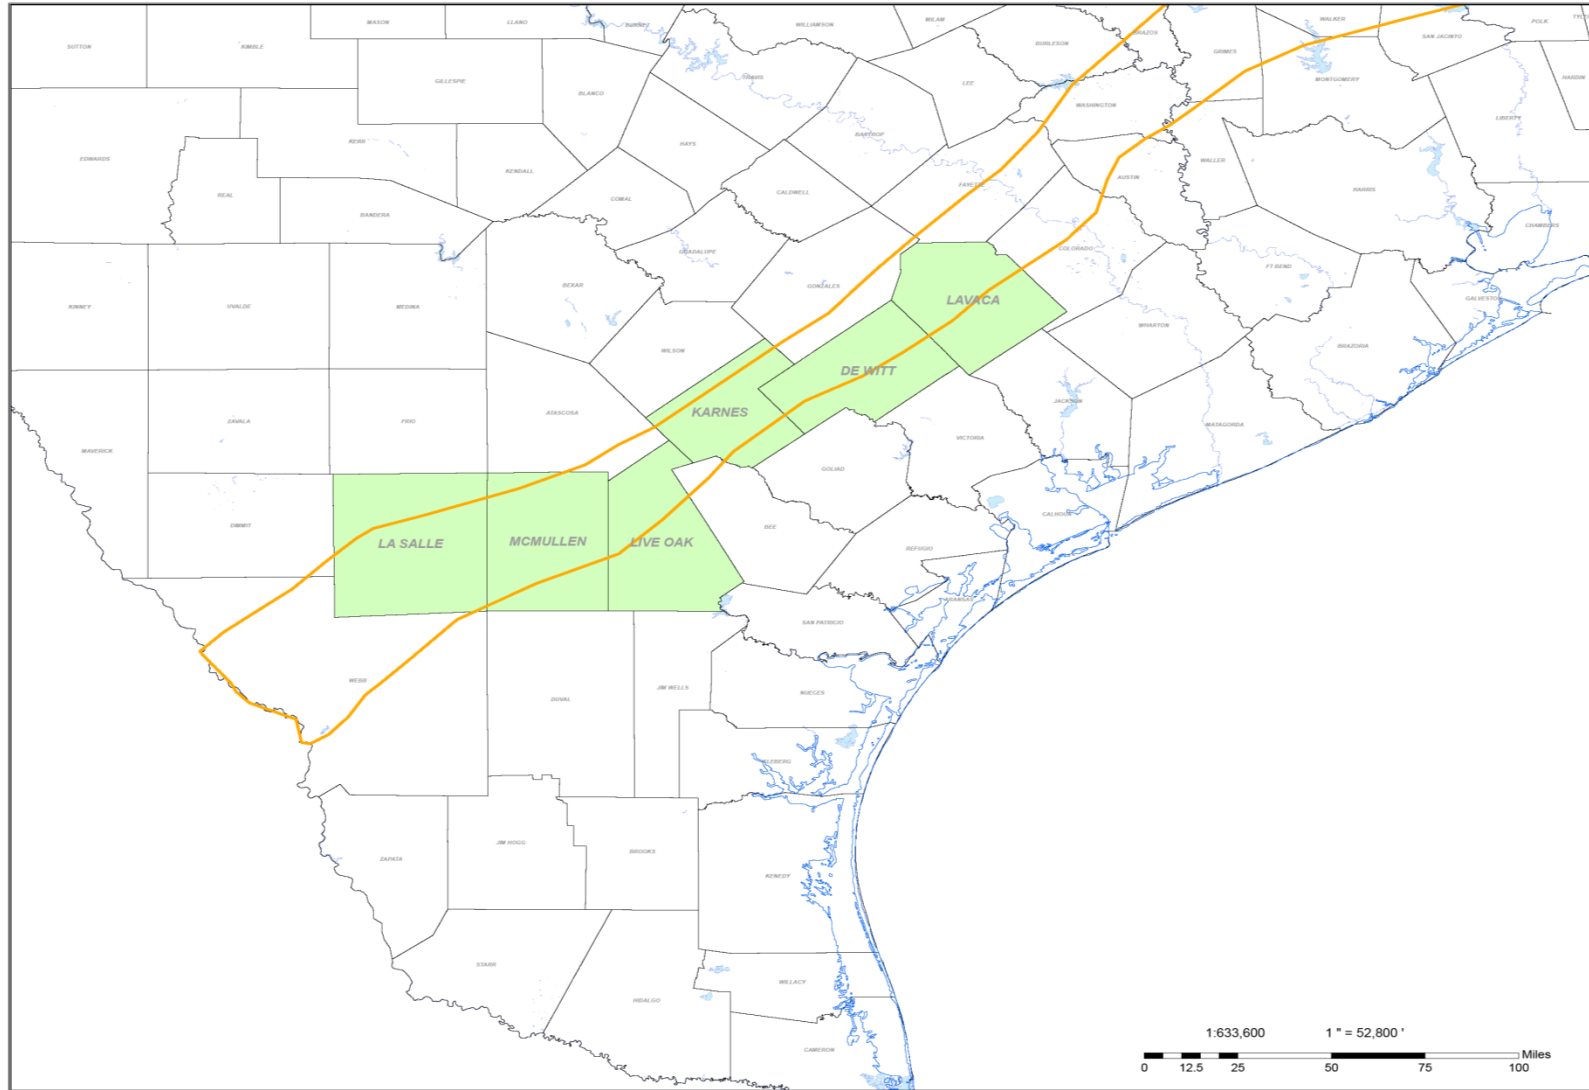 MASON
LLANO
BURNET
WILLIAMSON
MILAM
BRAZOS
WALKER
SAN JACINTO
POLK
SUTTON
KIMBLE
GILLESPIE
BLANCO
TRAVIS
LEE
BURLESON
GRIMES
MONTGOMERY
HARDIN
WASHINGTON
LIBERTY
EDWARDS
KERR
KENDALL
HAYS
BASTROP
WALLER
REAL
BANDERA
COMAL
CALDWELL
FAYETTE
AUSTIN
HARRIS
CHAMBERS
KINNEY
UVALDE
MEDINA
BEXAR
GUADALUPE
GONZALES
LAVACA
COLORADO
FT BEND
GALVESTON
WILSON
WHARTON
BRAZORIA
MAVERICK
ZAVALA
FRIO
ATASCOSA
KARNES
DE WITT
VICTORIA
JACKSON
MATAGORDA
GOLIAD
DIMMIT
LA SALLE
MCMULLEN
LIVE OAK
BEE
REFUGIO
CALHOUN
ARANSAS
SAN PATRICIO
WEBB
DUVAL
JIM WELLS
NUECES
KLEBERG
ZAPATA
JIM HOGG
BROOKS
KENEDY
STARR
HIDALGO
WILLACY
CAMERON
1:633,600 1 " = 52,800 '
Miles
0 12.5 25 50 75 100